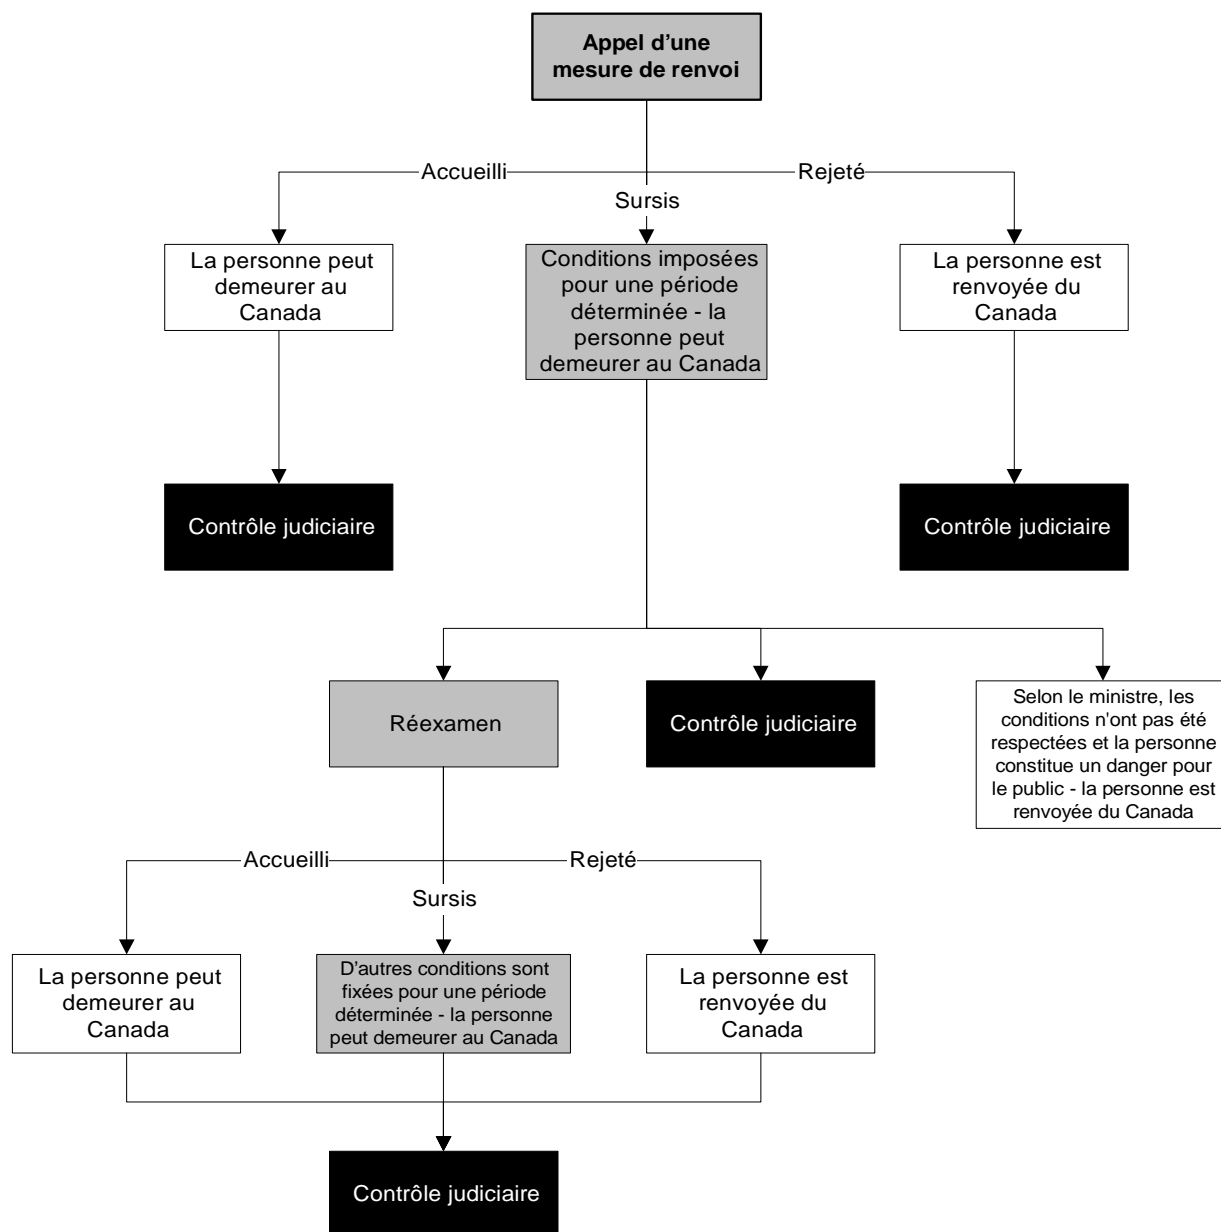 Appel d'une
mesure de renvoi
Accueilli
Rejeté
Sursis
La personne peut
demeurer au
Canada
Conditions imposées
pour une période
déterminée - la
personne peut
demeurer au Canada
La personne est
renvoyée du
Canada
Contrôle judiciaire
Contrôle judiciaire
Réexamen
Contrôle judiciaire
Selon le ministre, les
conditions n'ont pas été
respectées et la personne
constitue un danger pour
le public - la personne est
renvoyée du Canada
Accueilli
Rejeté
Sursis
La personne peut
demeurer au
Canada
D'autres conditions sont
fixées pour une période
déterminée - la personne
peut demeurer au Canada
La personne est
renvoyée du
Canada
Contrôle judiciaire